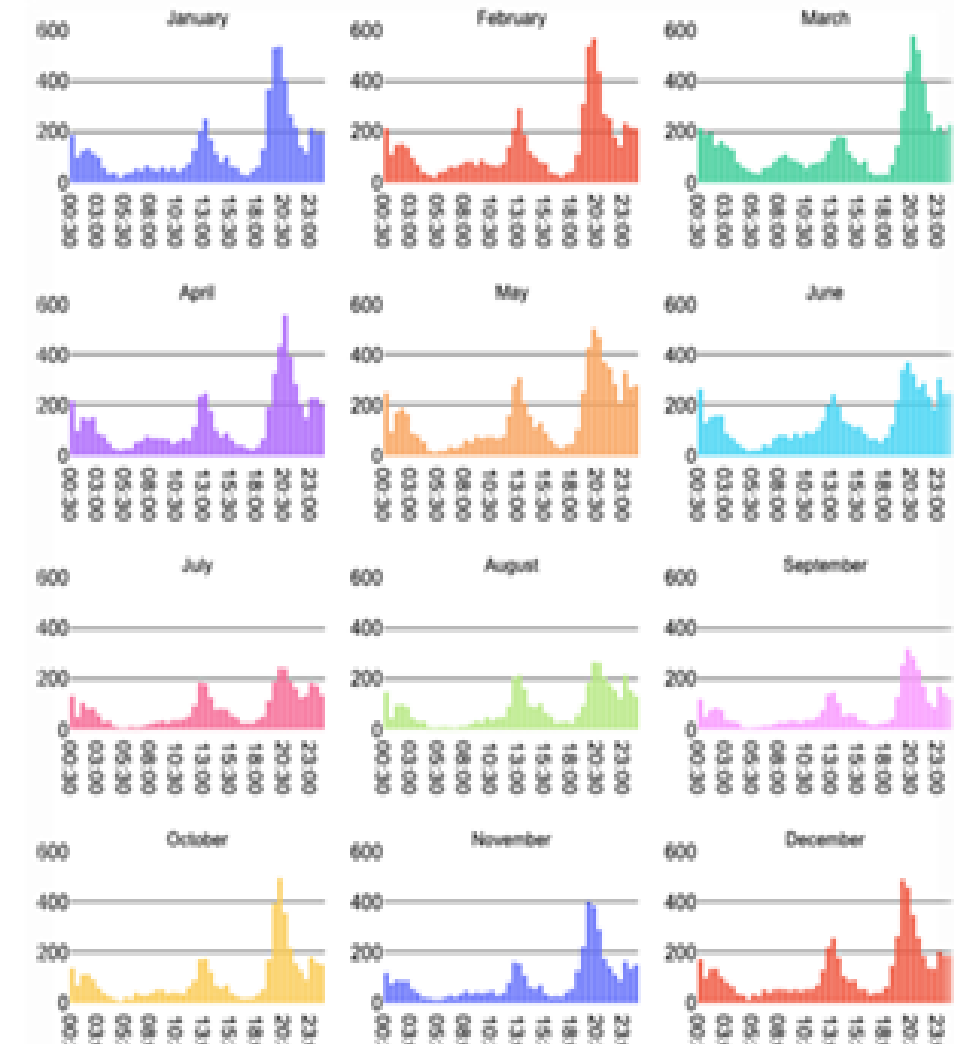 January February March
600 600 600
400 400 400
200 200 200
0 0 0
00:30 03:00 05:30 08:00 10:30 13:00 15:30 18:00 20:30 23:00 00:30 03:00 05:30 08:00 10:30 13:00 15:30 18:00 20:30 23:00 00:30 03:00 05:30 08:00 10:30 13:00 15:30 18:00 20:30 23:00
April May June
600 600 600
400 400 400
200 200 200
0 0 0
00:30 03:00 05:30 08:00 10:30 13:00 15:30 18:00 20:30 23:00 00:30 03:00 05:30 08:00 10:30 13:00 15:30 18:00 20:30 23:00 00:30 03:00 05:30 08:00 10:30 13:00 15:30 18:00 20:30 23:00
July August September
600 600 600
400 400 400
200 200 200
0 0 0
00:30 03:00 05:30 08:00 10:30 13:00 15:30 18:00 20:30 23:00 00:30 03:00 05:30 08:00 10:30 13:00 15:30 18:00 20:30 23:00 00:30 03:00 05:30 08:00 10:30 13:00 15:30 18:00 20:30 23:00
October November December
600 600 600
400 400 400
200 200 200
0 0 0